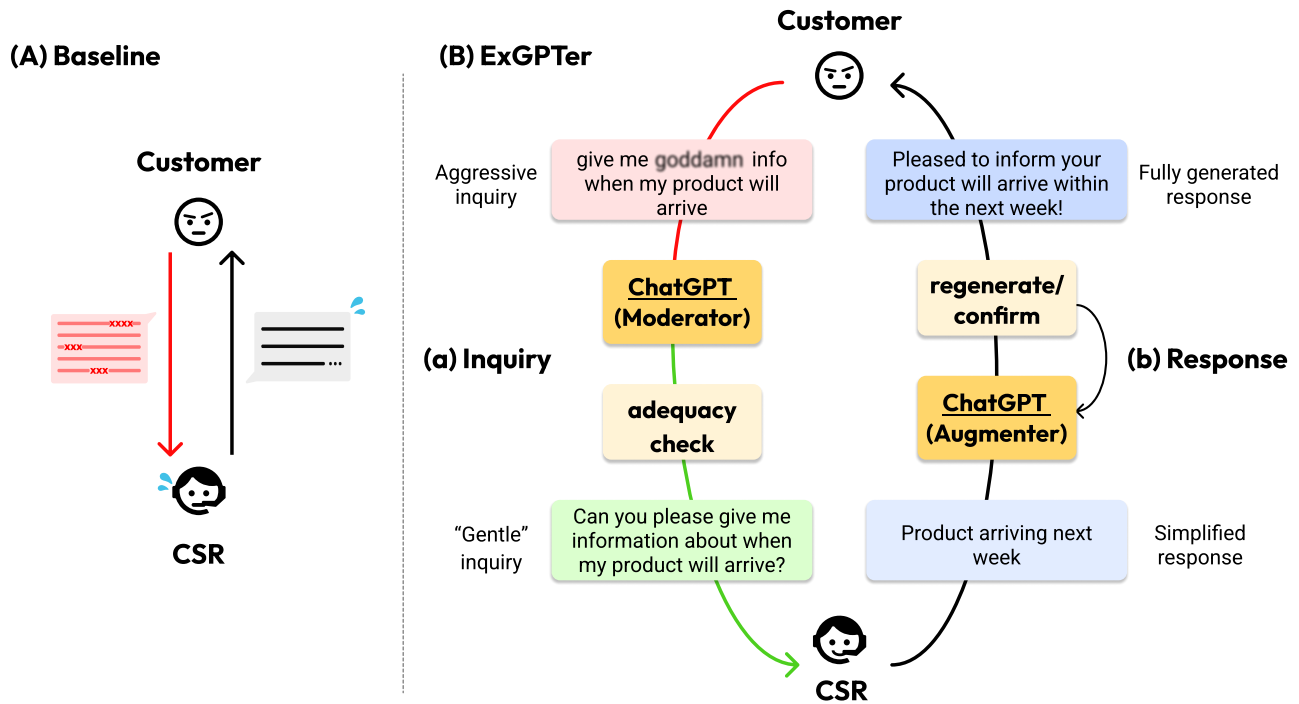 (A) Baseline
Customer
xxxx
xxx
xxx
CSR
(B) ExGPTer
Customer
Aggressive
inquiry
give me goddamn info
when my product will
arrive
ChatGPT
(Moderator)
(a) Inquiry
adequacy
check
“Gentle”
inquiry
Can you please give me
information about when
my product will arrive?
CSR
Pleased to inform your
product will arrive within
the next week!
Fully generated
response
regenerate/
confirm
(b) Response
ChatGPT
(Augmenter)
Product arriving next
week
Simplified
response